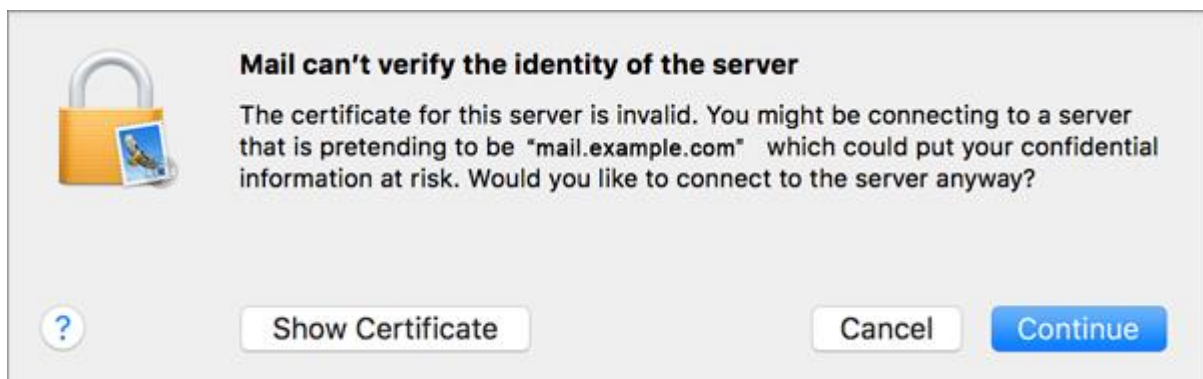 Mail can’t verify the identity of the server
The certificate for this server is invalid. You might be connecting to a server
that is pretending to be "mail.example.com" which could put your confidential
information at risk. Would you like to connect to the server anyway?
?
Show Certificate
Cancel
Continue